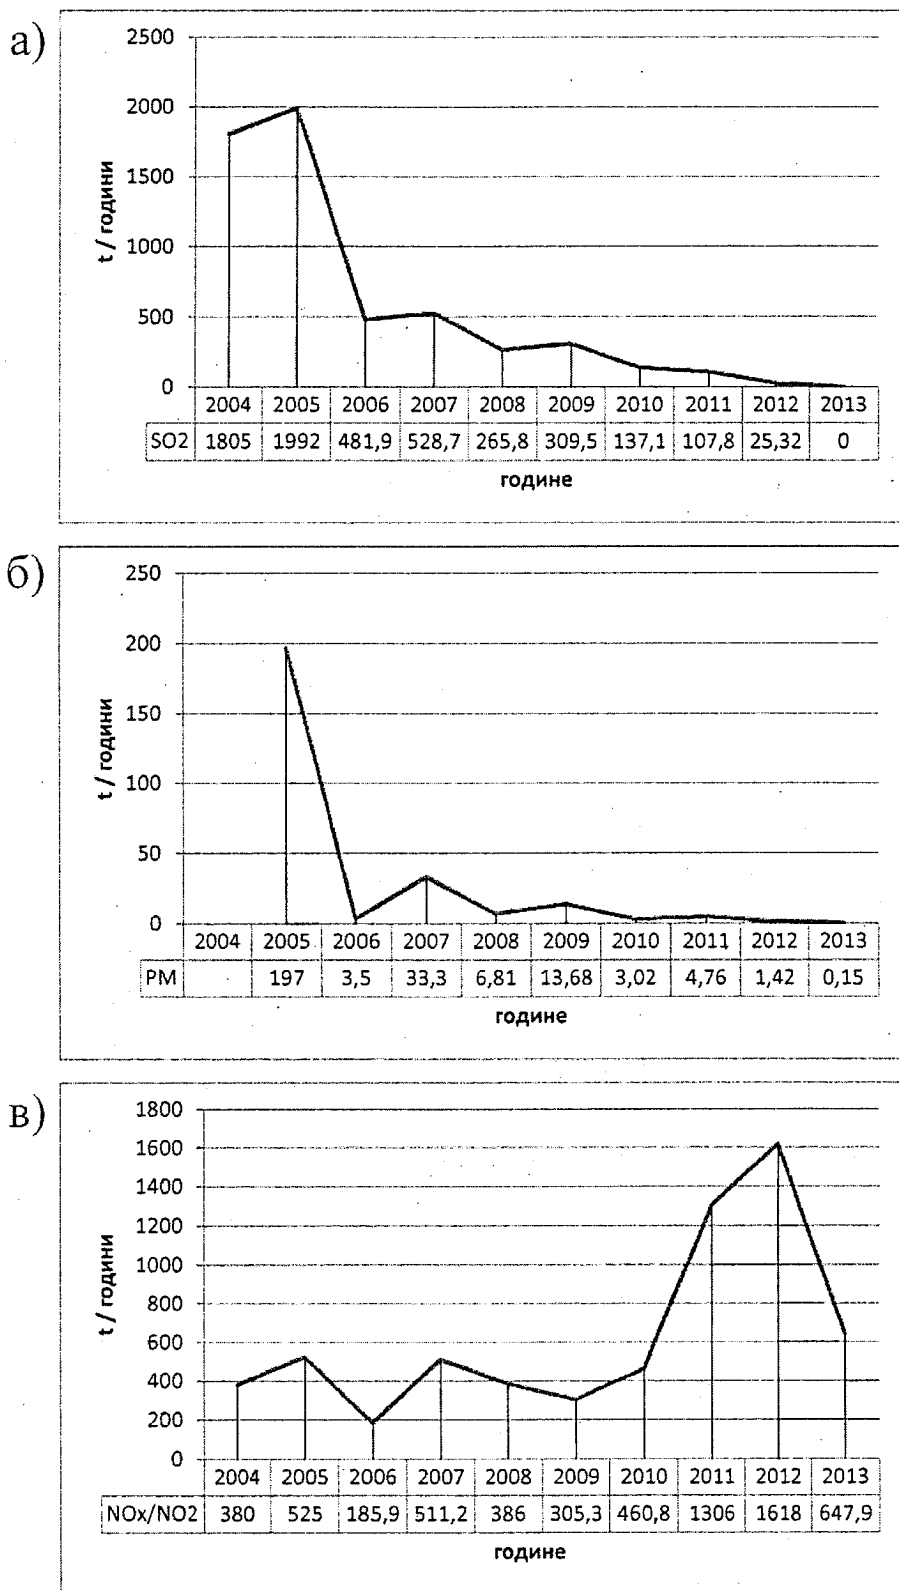 а)
2500
2000
1500
1000
500
0
t / години
2004 2005 2006 2007 2008 2009 2010 2011 2012 2013
SO2 1805 1992 481,9 528,7 265,8 309,5 137,1 107,8 25,32 0
године
б)
250
200
150
100
50
0
t / години
2004 2005 2006 2007 2008 2009 2010 2011 2012 2013
PM 197 3,5 33,3 6,81 13,68 3,02 4,76 1,42 0,15
године
в)
1800
1600
1400
1200
1000
800
600
400
200
0
t / години
2004 2005 2006 2007 2008 2009 2010 2011 2012 2013
NOx/NO2 380 525 185,9 511,2 386 305,3 460,8 1306 1618 647,9
године